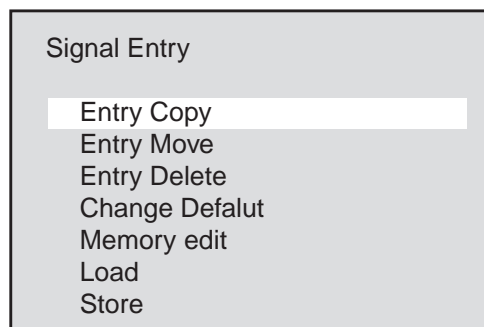 Signal Entry
Entry Copy
Entry Move
Entry Delete
Change Defalut
Memory edit
Load
Store